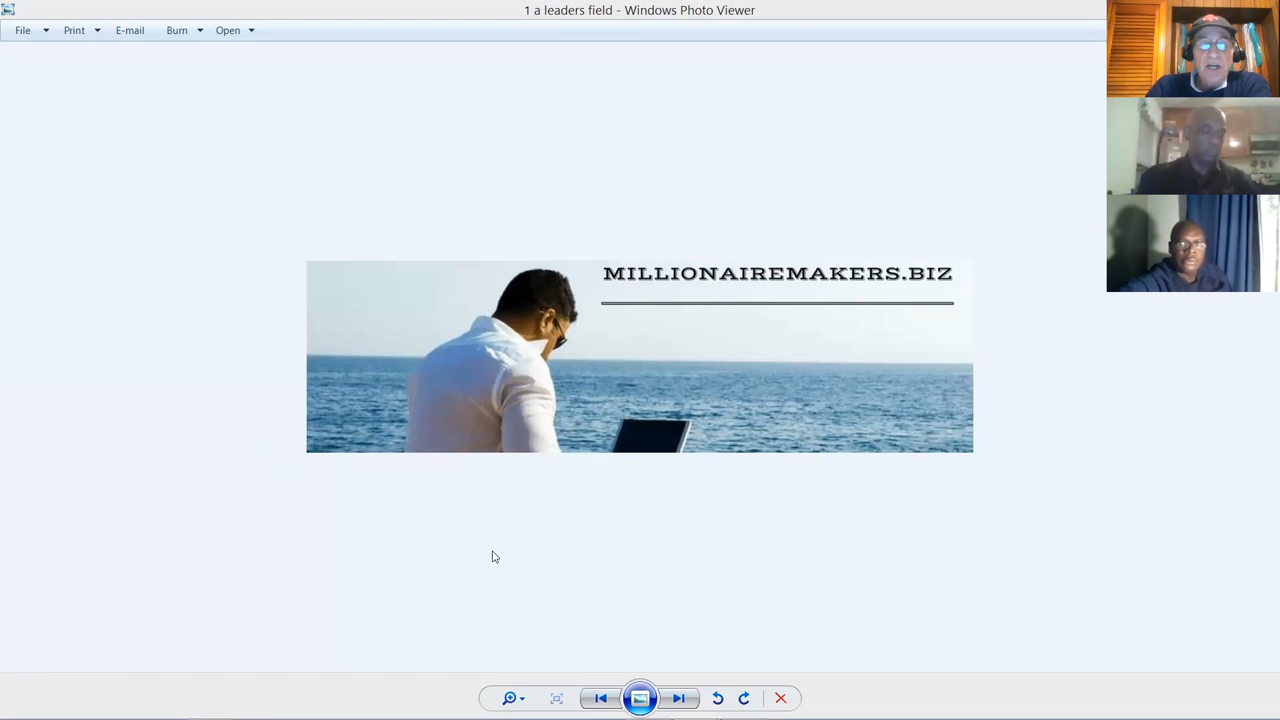 1 a leaders field - Windows Photo Viewer
File Print E-mail Burn Open
MILLIONAIREMAKERS.BIZ